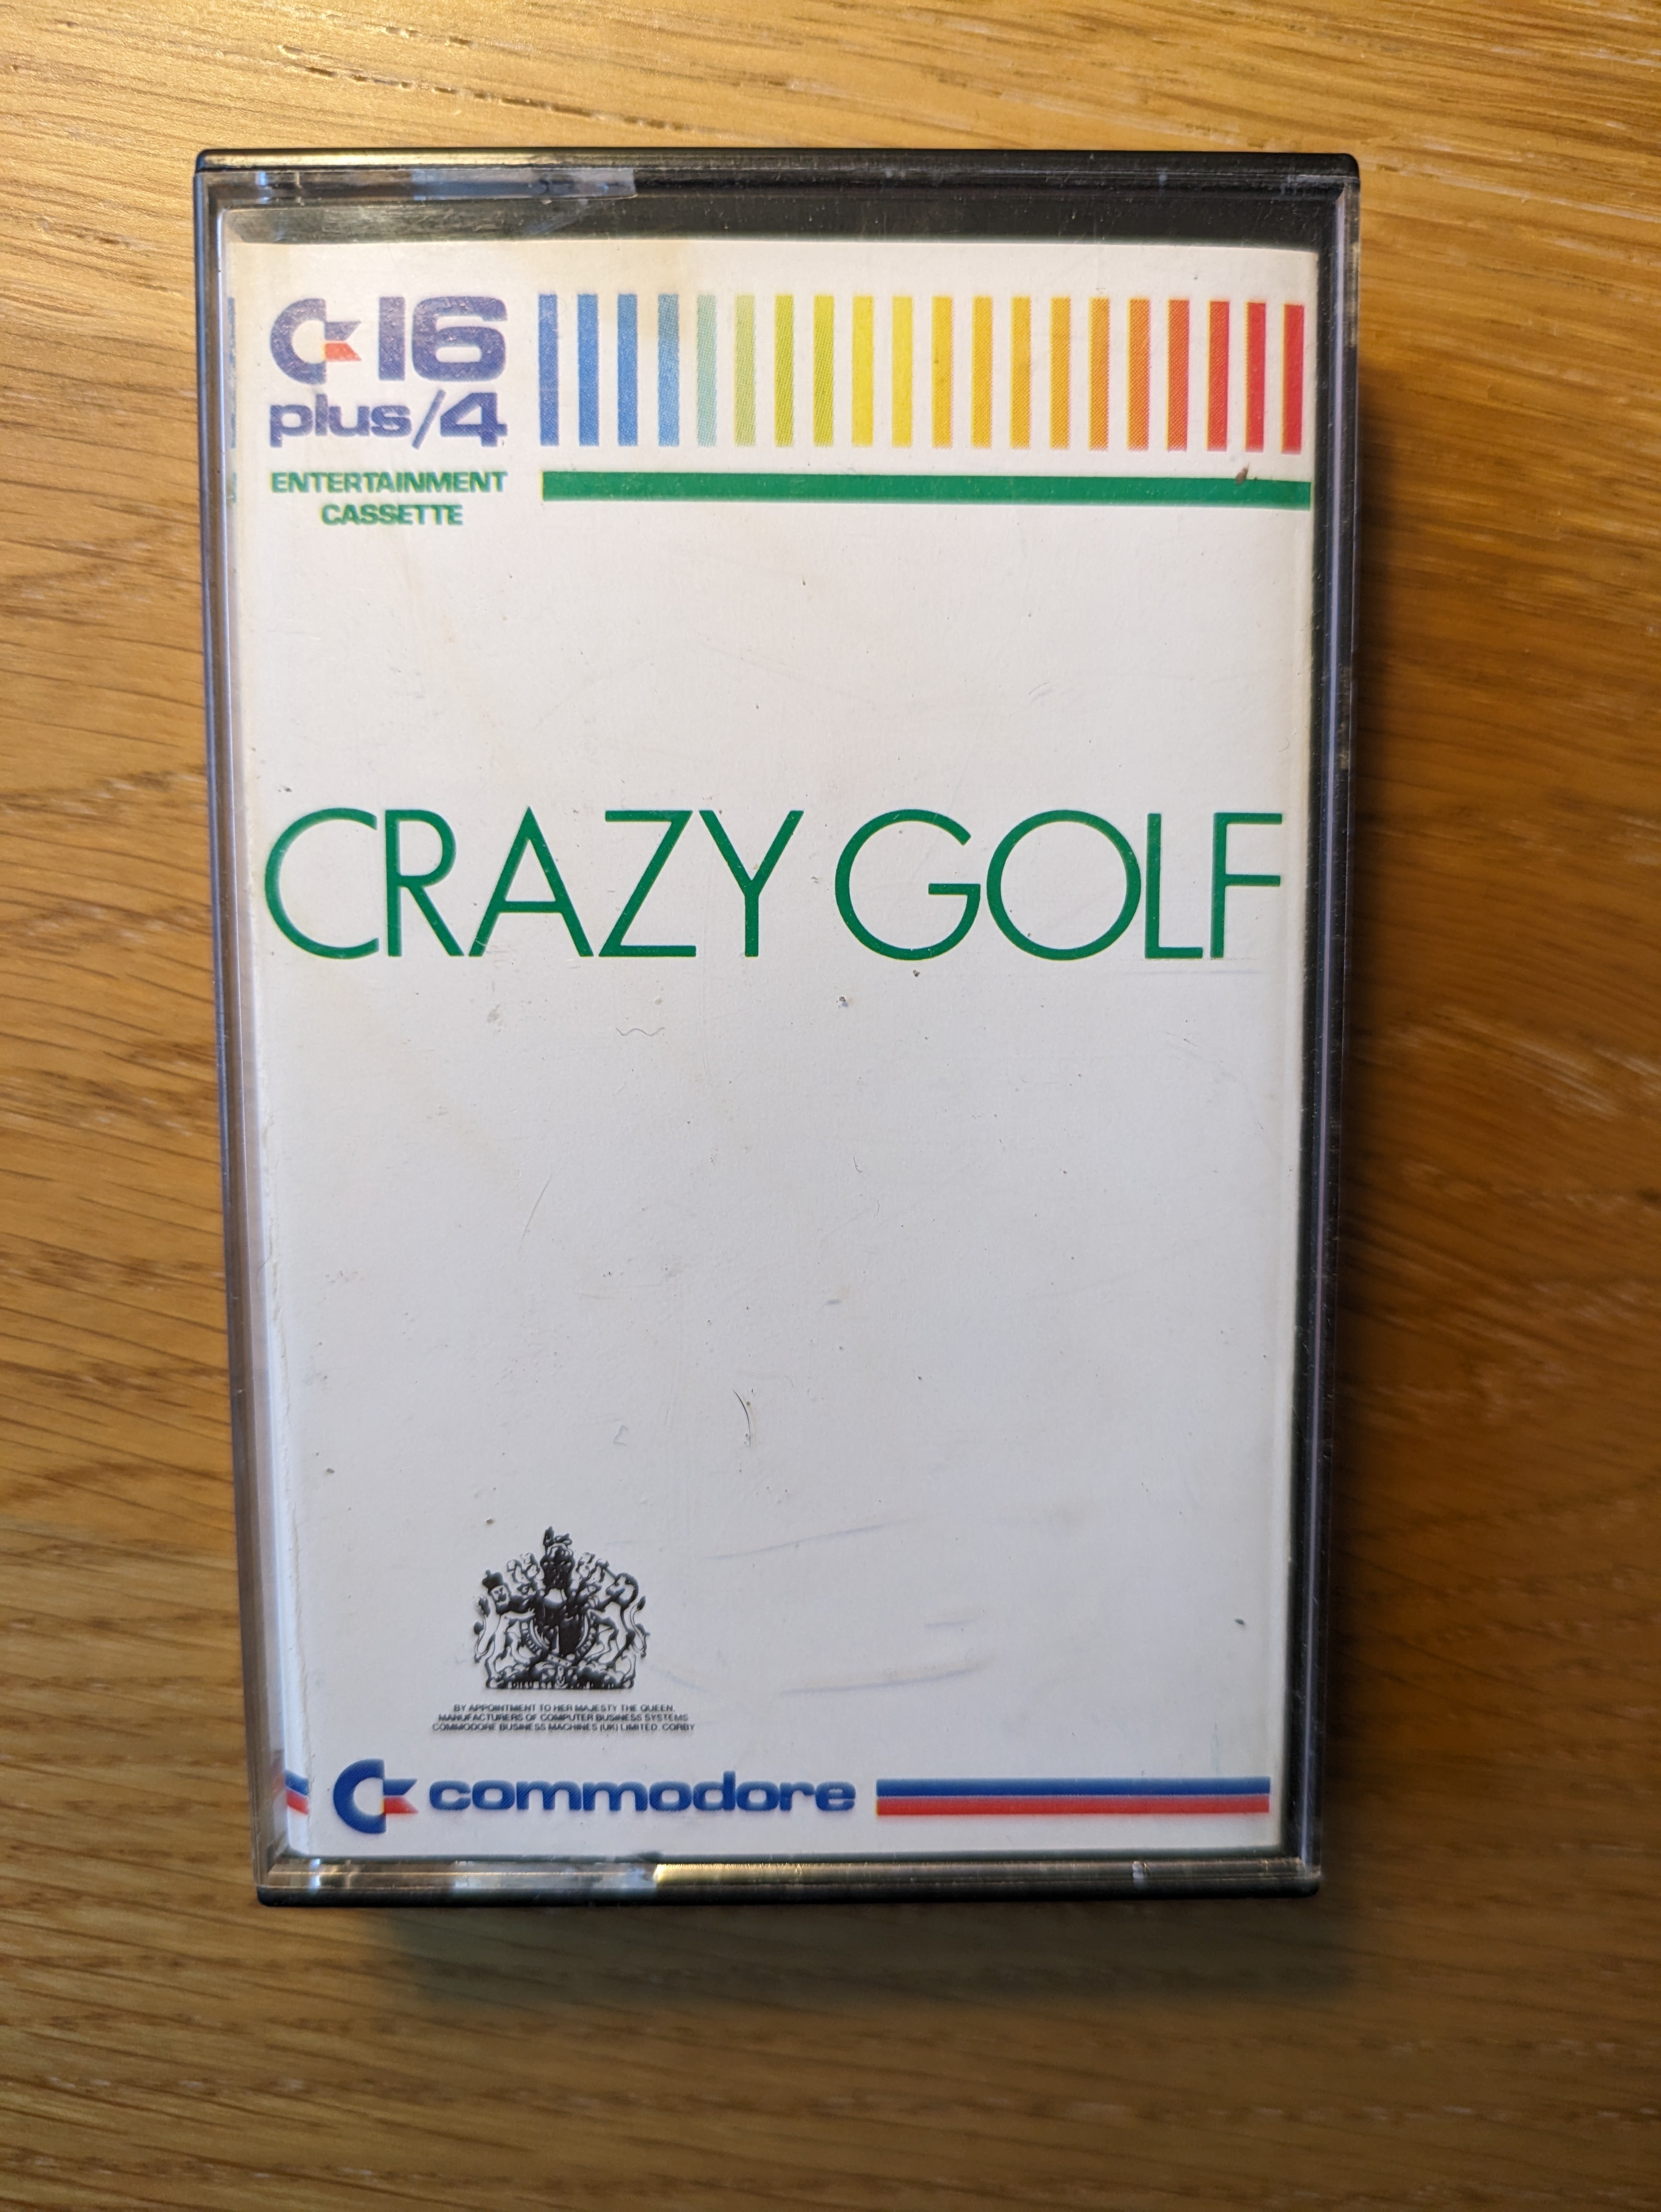 C16
plus/4
ENTERTAINMENT
CASSETTE
CRAZY GOLF
BY APPOINTMENT TO HER MAJESTY THE QUEEN.
MANUFACTURERS OF COMPUTER BUSINESS SYSTEMS
COMMODORE BUSINESS MACHINES (UK) LIMITED. CORBY
commodore